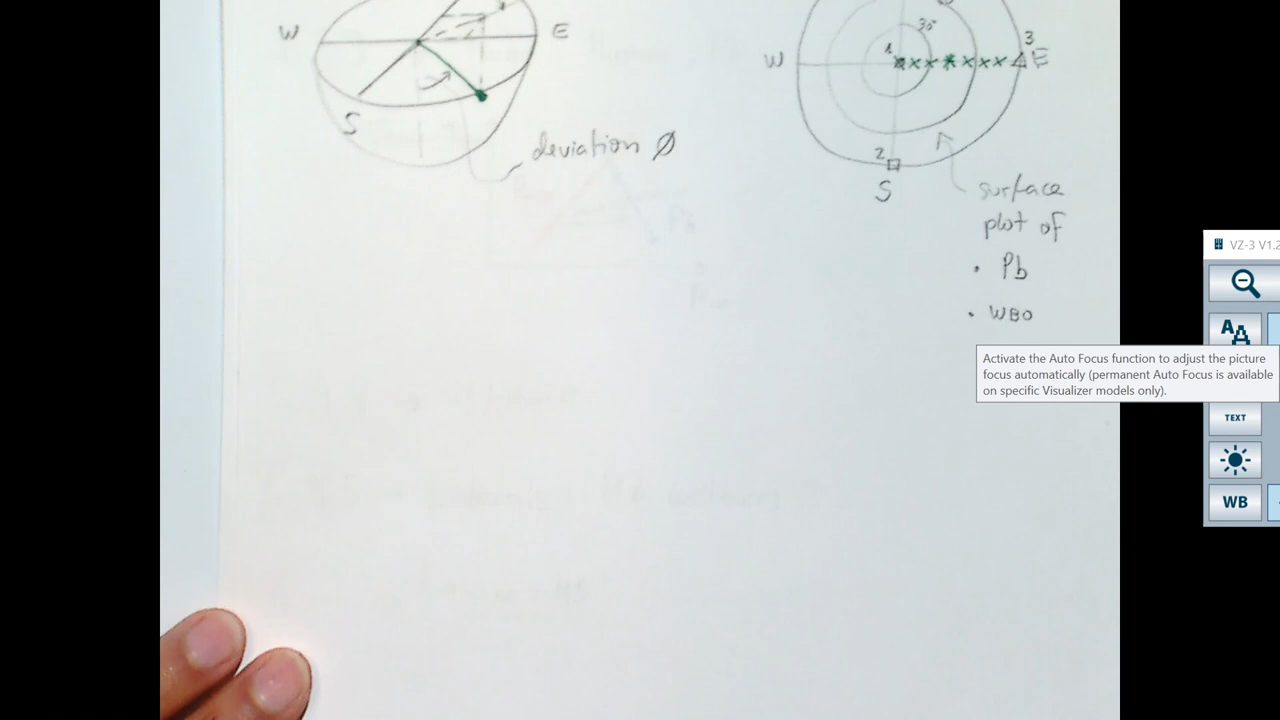 W
E
S
deviation Ø
30°
1
3
W
E
2
S
surface
plot of
• Pb
• WBO
VZ-3 V1.2
A A
Activate the Auto Focus function to adjust the picture
focus automatically (permanent Auto Focus is available
on specific Visualizer models only).
TEXT
WB